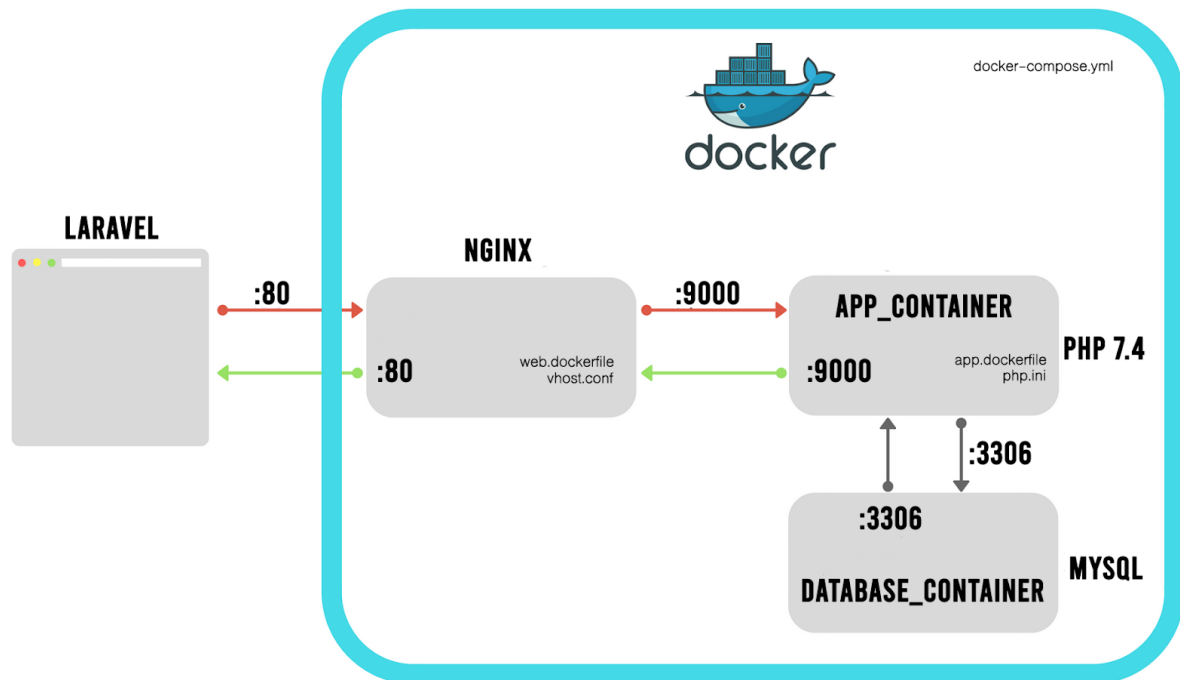 docker-compose.yml
docker
LARAVEL
NGINX
:80
:9000
APP_CONTAINER
PHP 7.4
:80
web.dockerfile
vhost.conf
:9000
app.dockerfile
php.ini
:3306
:3306
MYSQL
DATABASE_CONTAINER